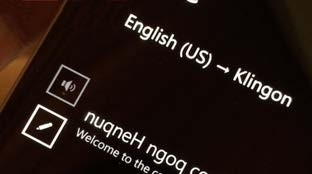 English (US) → Klingon
nuqneH ngoq
Welcome to the